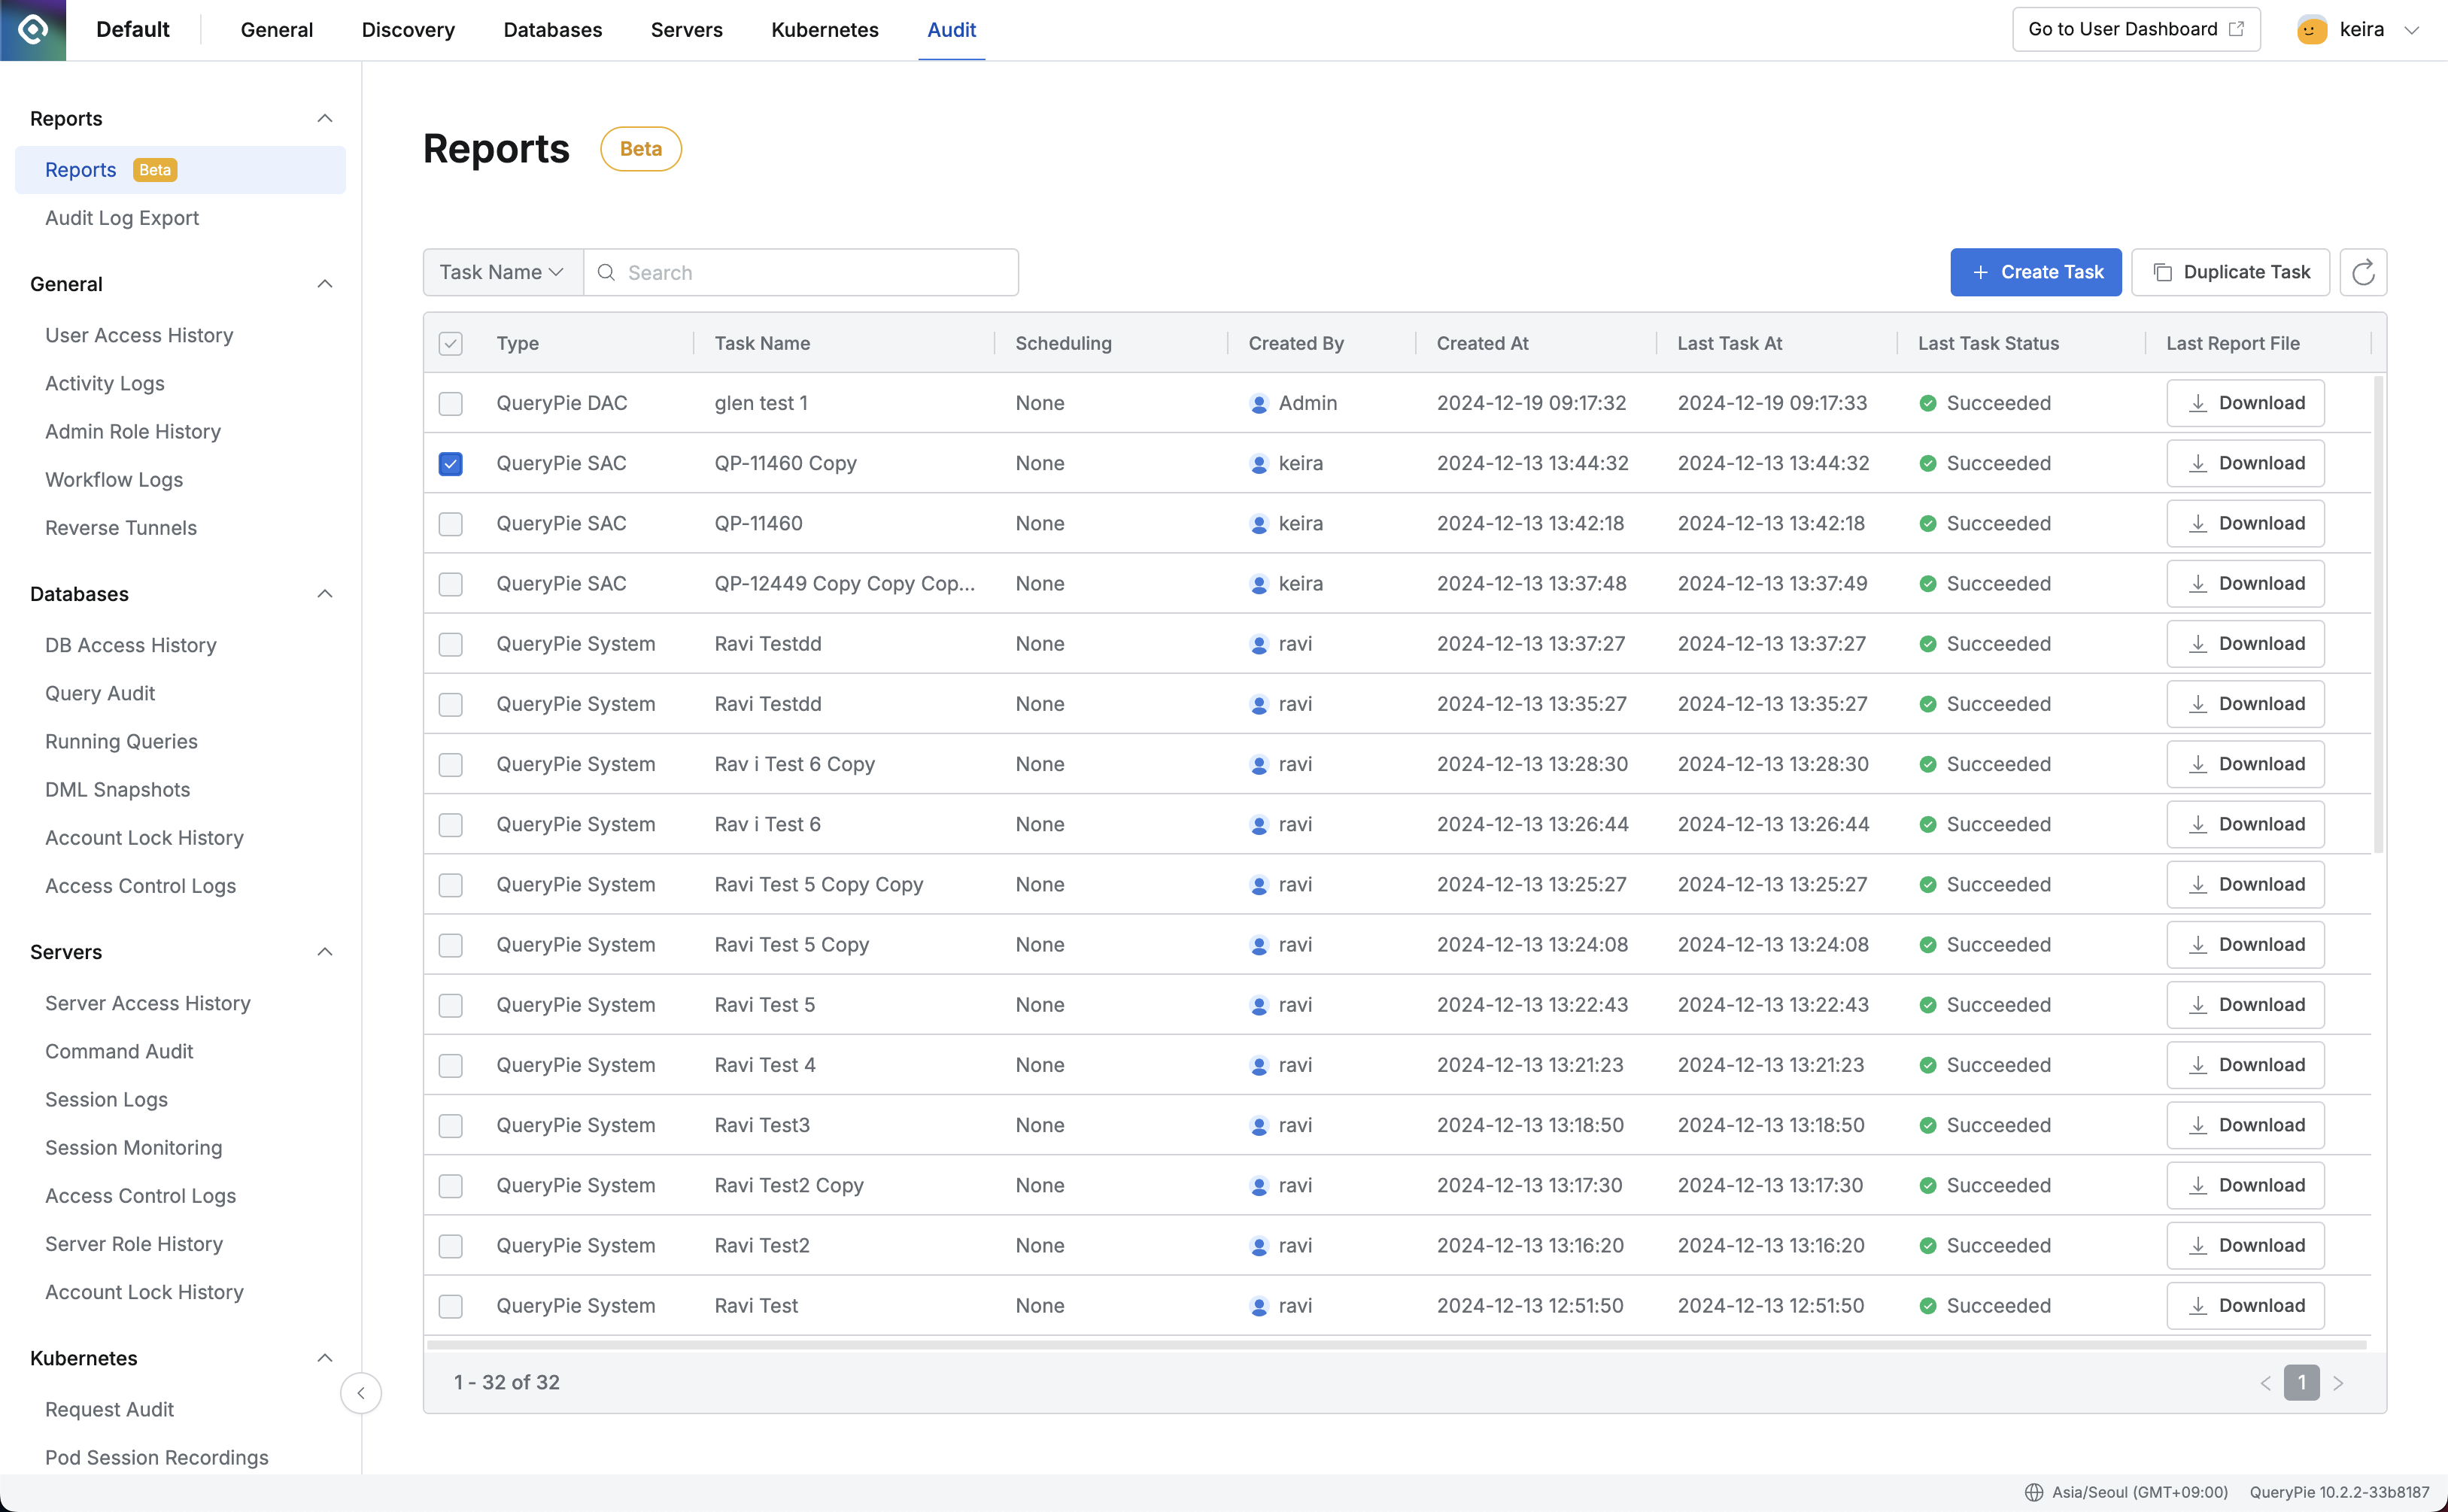 Default General Discovery Databases Servers Kubernetes Audit Go to User Dashboard keira
Reports
Reports Beta
Audit Log Export
General
User Access History
Activity Logs
Admin Role History
Workflow Logs
Reverse Tunnels
Databases
DB Access History
Query Audit
Running Queries
DML Snapshots
Account Lock History
Access Control Logs
Servers
Server Access History
Command Audit
Session Logs
Session Monitoring
Access Control Logs
Server Role History
Account Lock History
Kubernetes
Request Audit
Pod Session Recordings
Reports Beta
Task Name Search Create Task Duplicate Task
Type Task Name Scheduling Created By Created At Last Task At Last Task Status Last Report File
QueryPie DAC glen test 1 None Admin 2024-12-19 09:17:32 2024-12-19 09:17:33 Succeeded Download
QueryPie SAC QP-11460 Copy None keira 2024-12-13 13:44:32 2024-12-13 13:44:32 Succeeded Download
QueryPie SAC QP-11460 None keira 2024-12-13 13:42:18 2024-12-13 13:42:18 Succeeded Download
QueryPie SAC QP-12449 Copy Copy Cop... None keira 2024-12-13 13:37:48 2024-12-13 13:37:49 Succeeded Download
QueryPie System Ravi Testdd None ravi 2024-12-13 13:37:27 2024-12-13 13:37:27 Succeeded Download
QueryPie System Ravi Testdd None ravi 2024-12-13 13:35:27 2024-12-13 13:35:27 Succeeded Download
QueryPie System Rav i Test 6 Copy None ravi 2024-12-13 13:28:30 2024-12-13 13:28:30 Succeeded Download
QueryPie System Rav i Test 6 None ravi 2024-12-13 13:26:44 2024-12-13 13:26:44 Succeeded Download
QueryPie System Ravi Test 5 Copy Copy None ravi 2024-12-13 13:25:27 2024-12-13 13:25:27 Succeeded Download
QueryPie System Ravi Test 5 Copy None ravi 2024-12-13 13:24:08 2024-12-13 13:24:08 Succeeded Download
QueryPie System Ravi Test 5 None ravi 2024-12-13 13:22:43 2024-12-13 13:22:43 Succeeded Download
QueryPie System Ravi Test 4 None ravi 2024-12-13 13:21:23 2024-12-13 13:21:23 Succeeded Download
QueryPie System Ravi Test3 None ravi 2024-12-13 13:18:50 2024-12-13 13:18:50 Succeeded Download
QueryPie System Ravi Test2 Copy None ravi 2024-12-13 13:17:30 2024-12-13 13:17:30 Succeeded Download
QueryPie System Ravi Test2 None ravi 2024-12-13 13:16:20 2024-12-13 13:16:20 Succeeded Download
QueryPie System Ravi Test None ravi 2024-12-13 12:51:50 2024-12-13 12:51:50 Succeeded Download
1 - 32 of 32 1
Asia/Seoul (GMT+09:00) QueryPie 10.2.2-33b8187